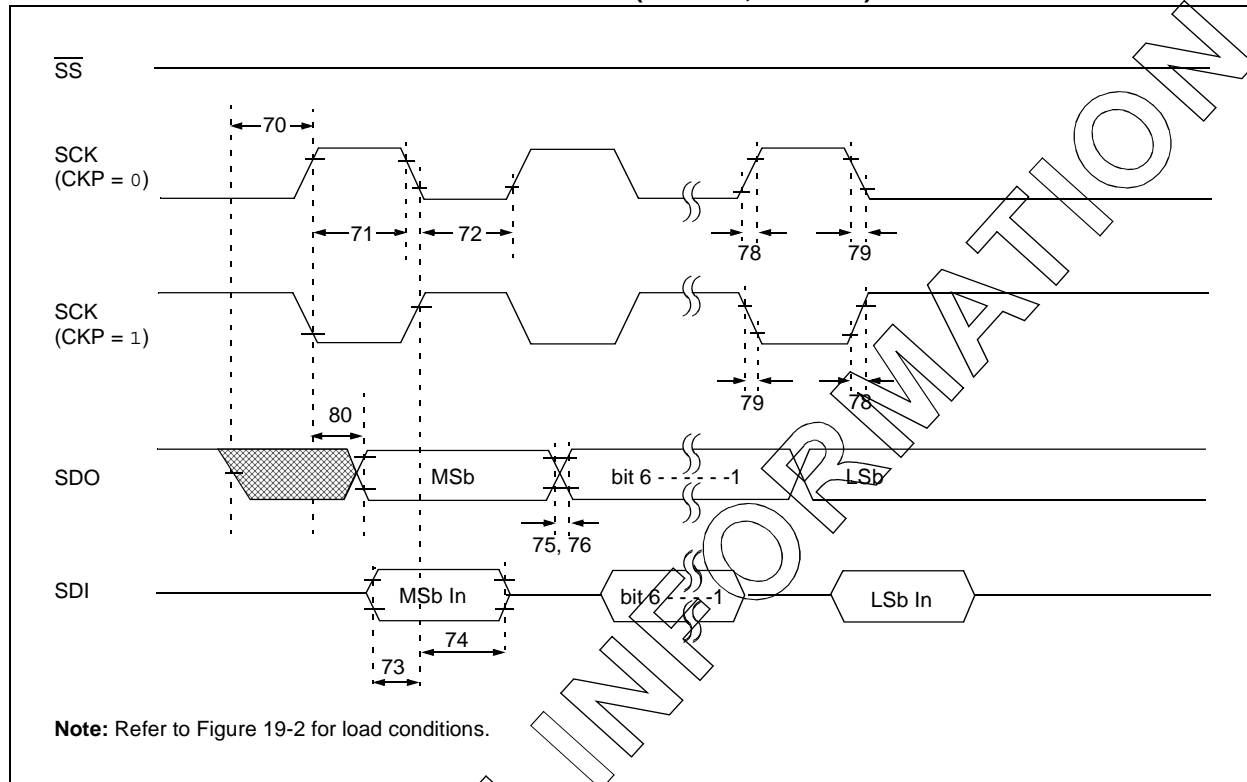 SS
70
SCK
(CKP = 0)
71
72
78
79
SCK
(CKP = 1)
79
78
80
SDO
MSb
bit 6 - - - - - -1
LSb
75, 76
SDI
MSb In
bit 6 - - - -1
LSb In
74
73
Note: Refer to Figure 19-2 for load conditions.
INFORMATION